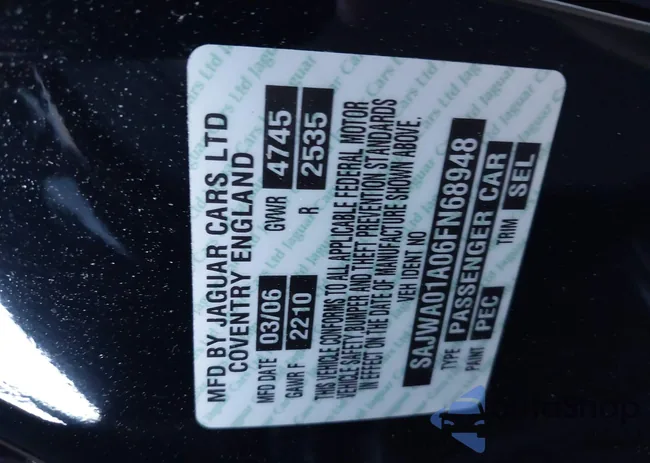 MFD BY JAGUAR CARS LTD
COVENTRY ENGLAND
MFD DATE 03/06 GVWR 4745
GAWR F 2210 R 2535
THIS VEHICLE CONFORMS TO ALL APPLICABLE FEDERAL MOTOR
VEHICLE SAFETY BUMPER AND THEFT PREVENTION STANDARDS
IN EFFECT ON THE DATE OF MANUFACTURE SHOWN ABOVE.
VEH IDENT NO
SAJWA01A06FN68948
TYPE PASSENGER CAR
PAINT PEC TRIM SEL